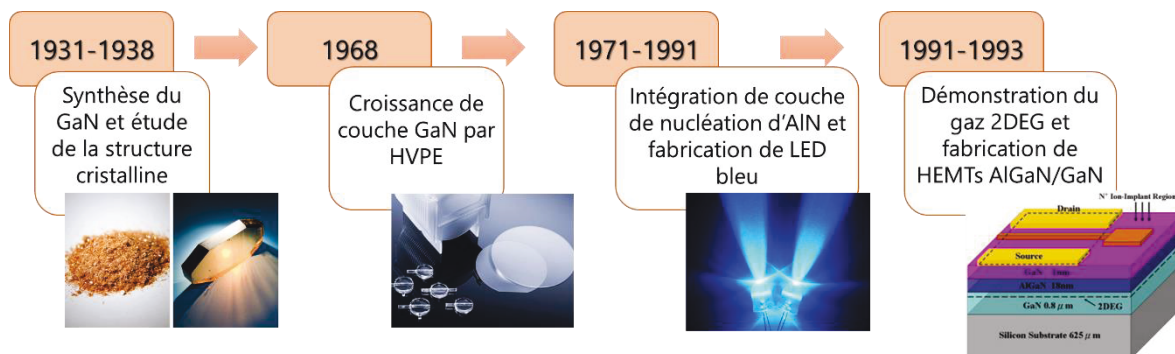 1931-1938
Synthèse du
GaN et étude
de la structure
cristalline
1968
Croissance de
couche GaN par
HVPE
1971-1991
Intégration de couche
de nucléation d'AlN et
fabrication de LED
bleu
1991-1993
Démonstration du
gaz 2DEG et
fabrication de
HEMTs AlGaN/GaN
N⁺ Ion-Implant Region
Drain
Source
GaN 1nm
AlGaN 18nm
GaN 0.8 μm
2DEG
Silicon Substrate 625 μm